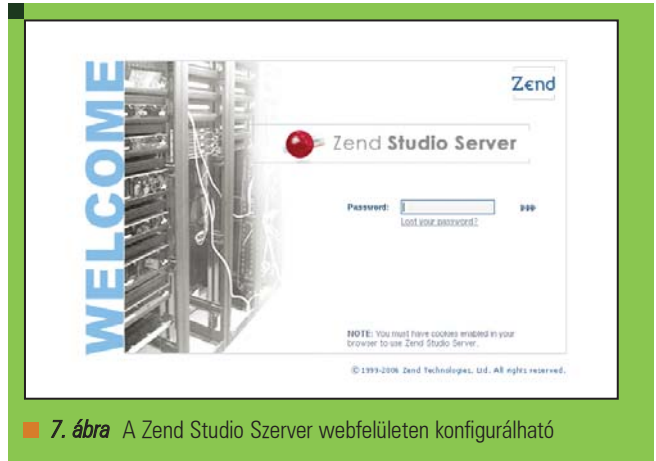 WELCOME
Zend
Zend Studio Server
Password:
Lost your password?
NOTE: You must have cookies enabled in your
browser to use Zend Studio Server.
© 1999-2006 Zend Technologies, Ltd. All rights reserved.
7. ábra A Zend Studio Szerver webfelületen konfigurálható